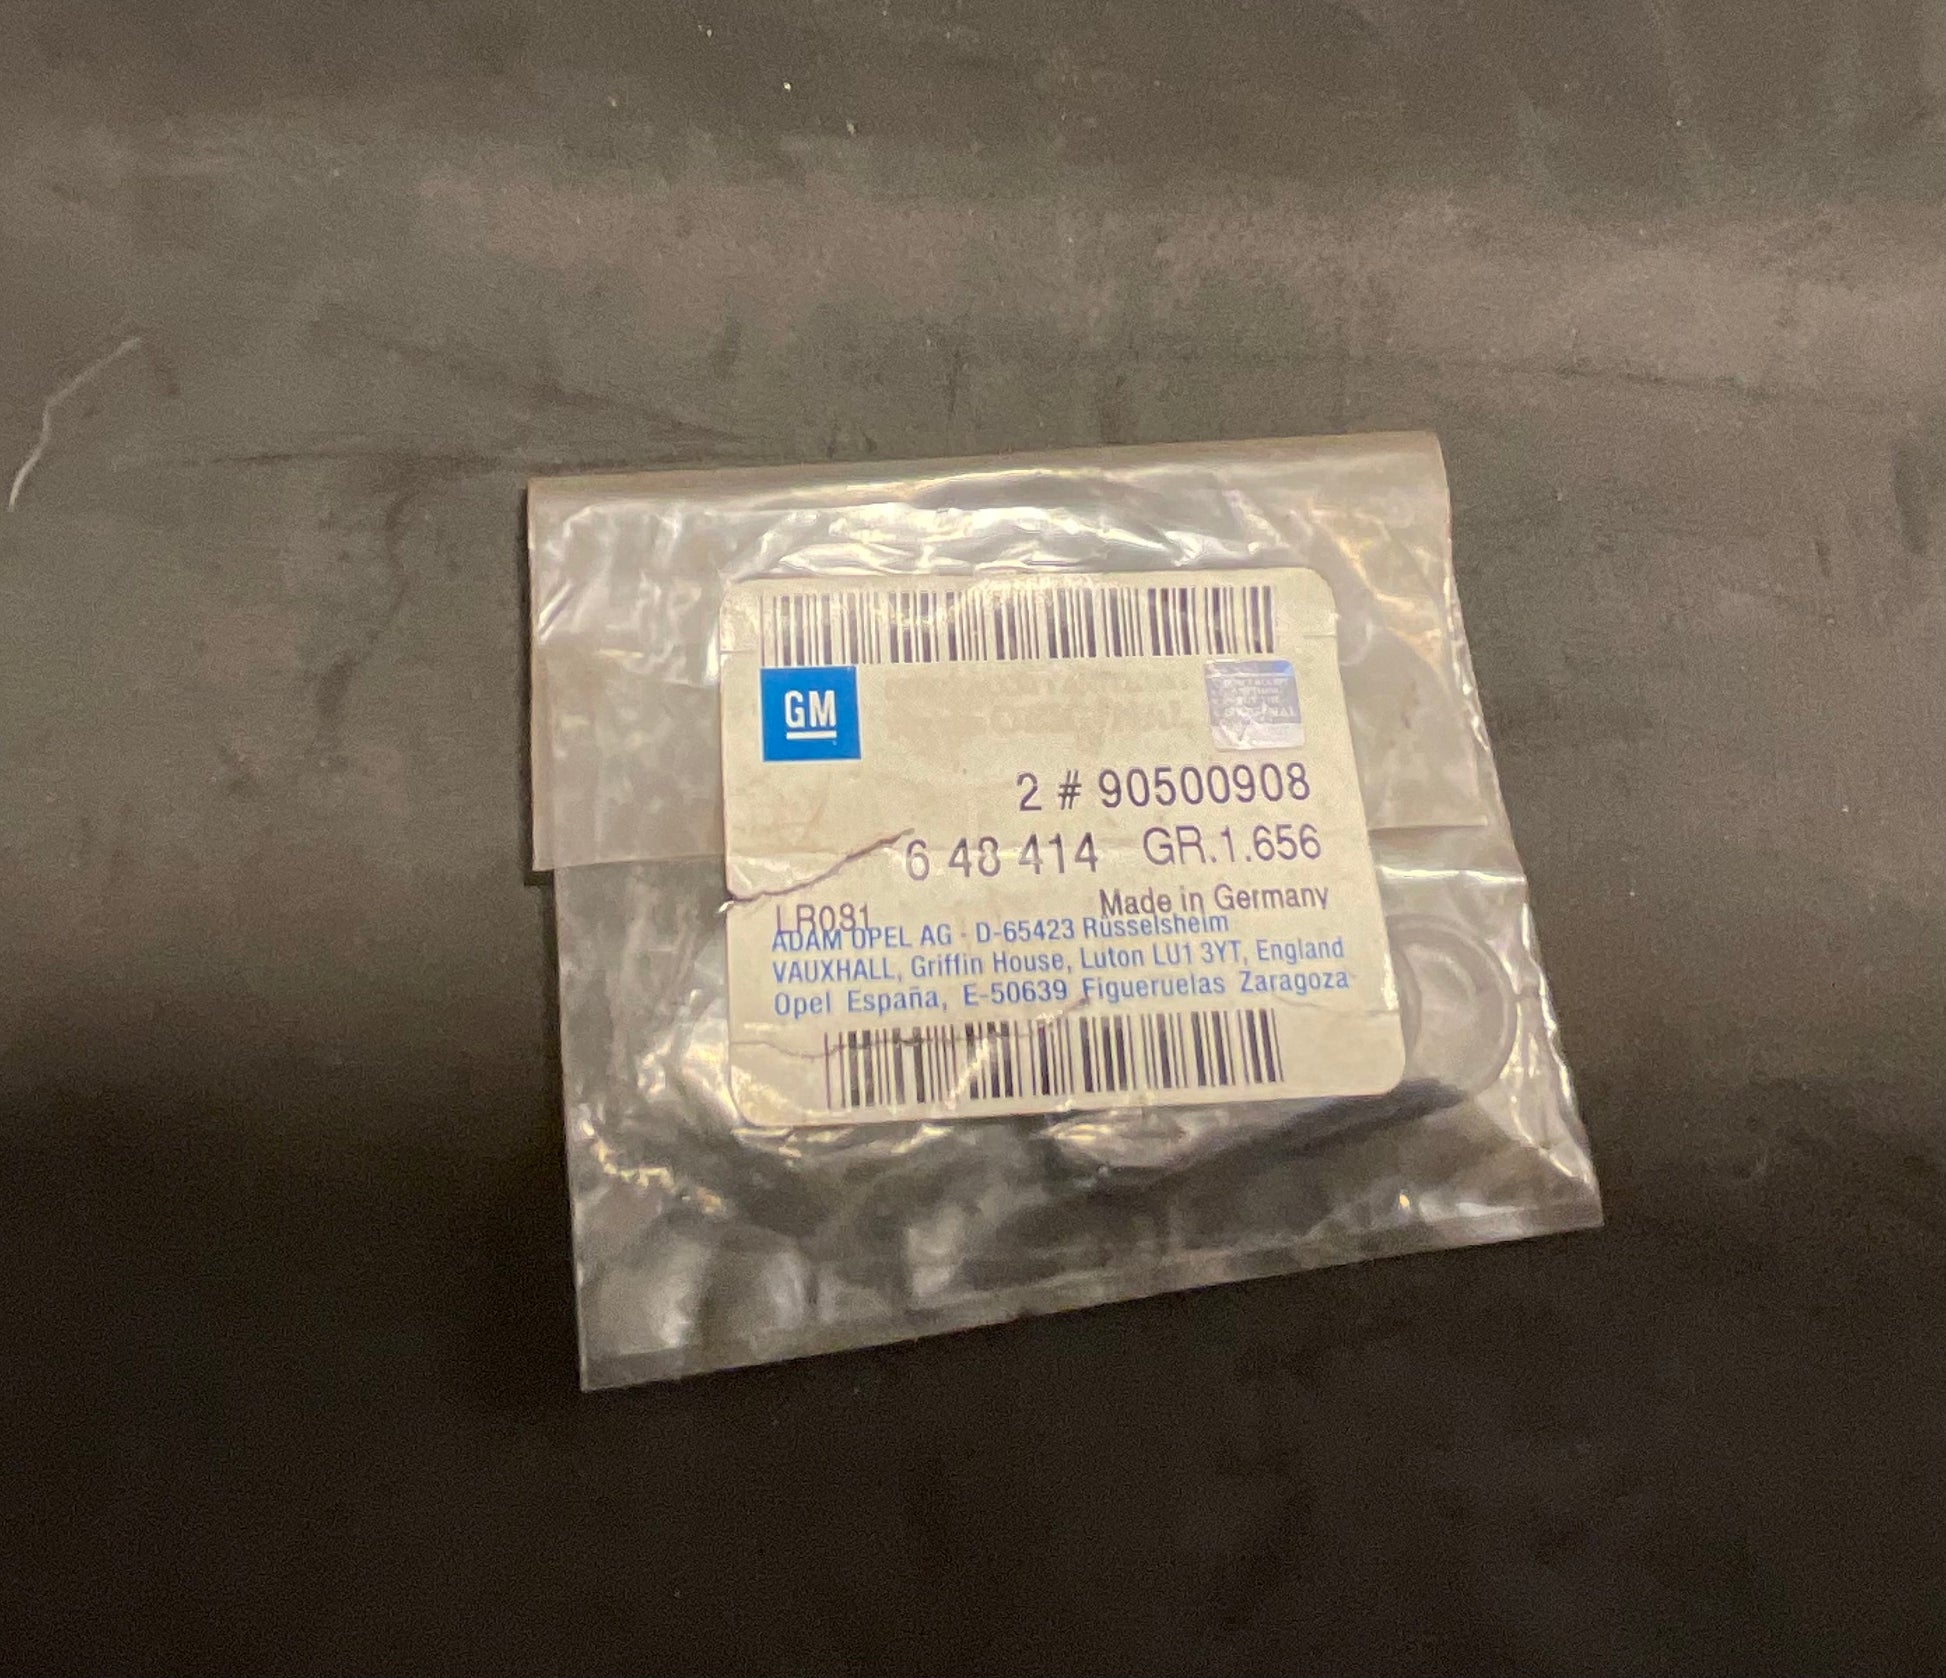 GM
2 # 90500908
6 48 414 GR.1.656
Made in Germany
LR081
ADAM OPEL AG - D-65423 Rüsselsheim
VAUXHALL, Griffin House, Luton LU1 3YT, England
Opel España, E-50639 Figueruelas Zaragoza